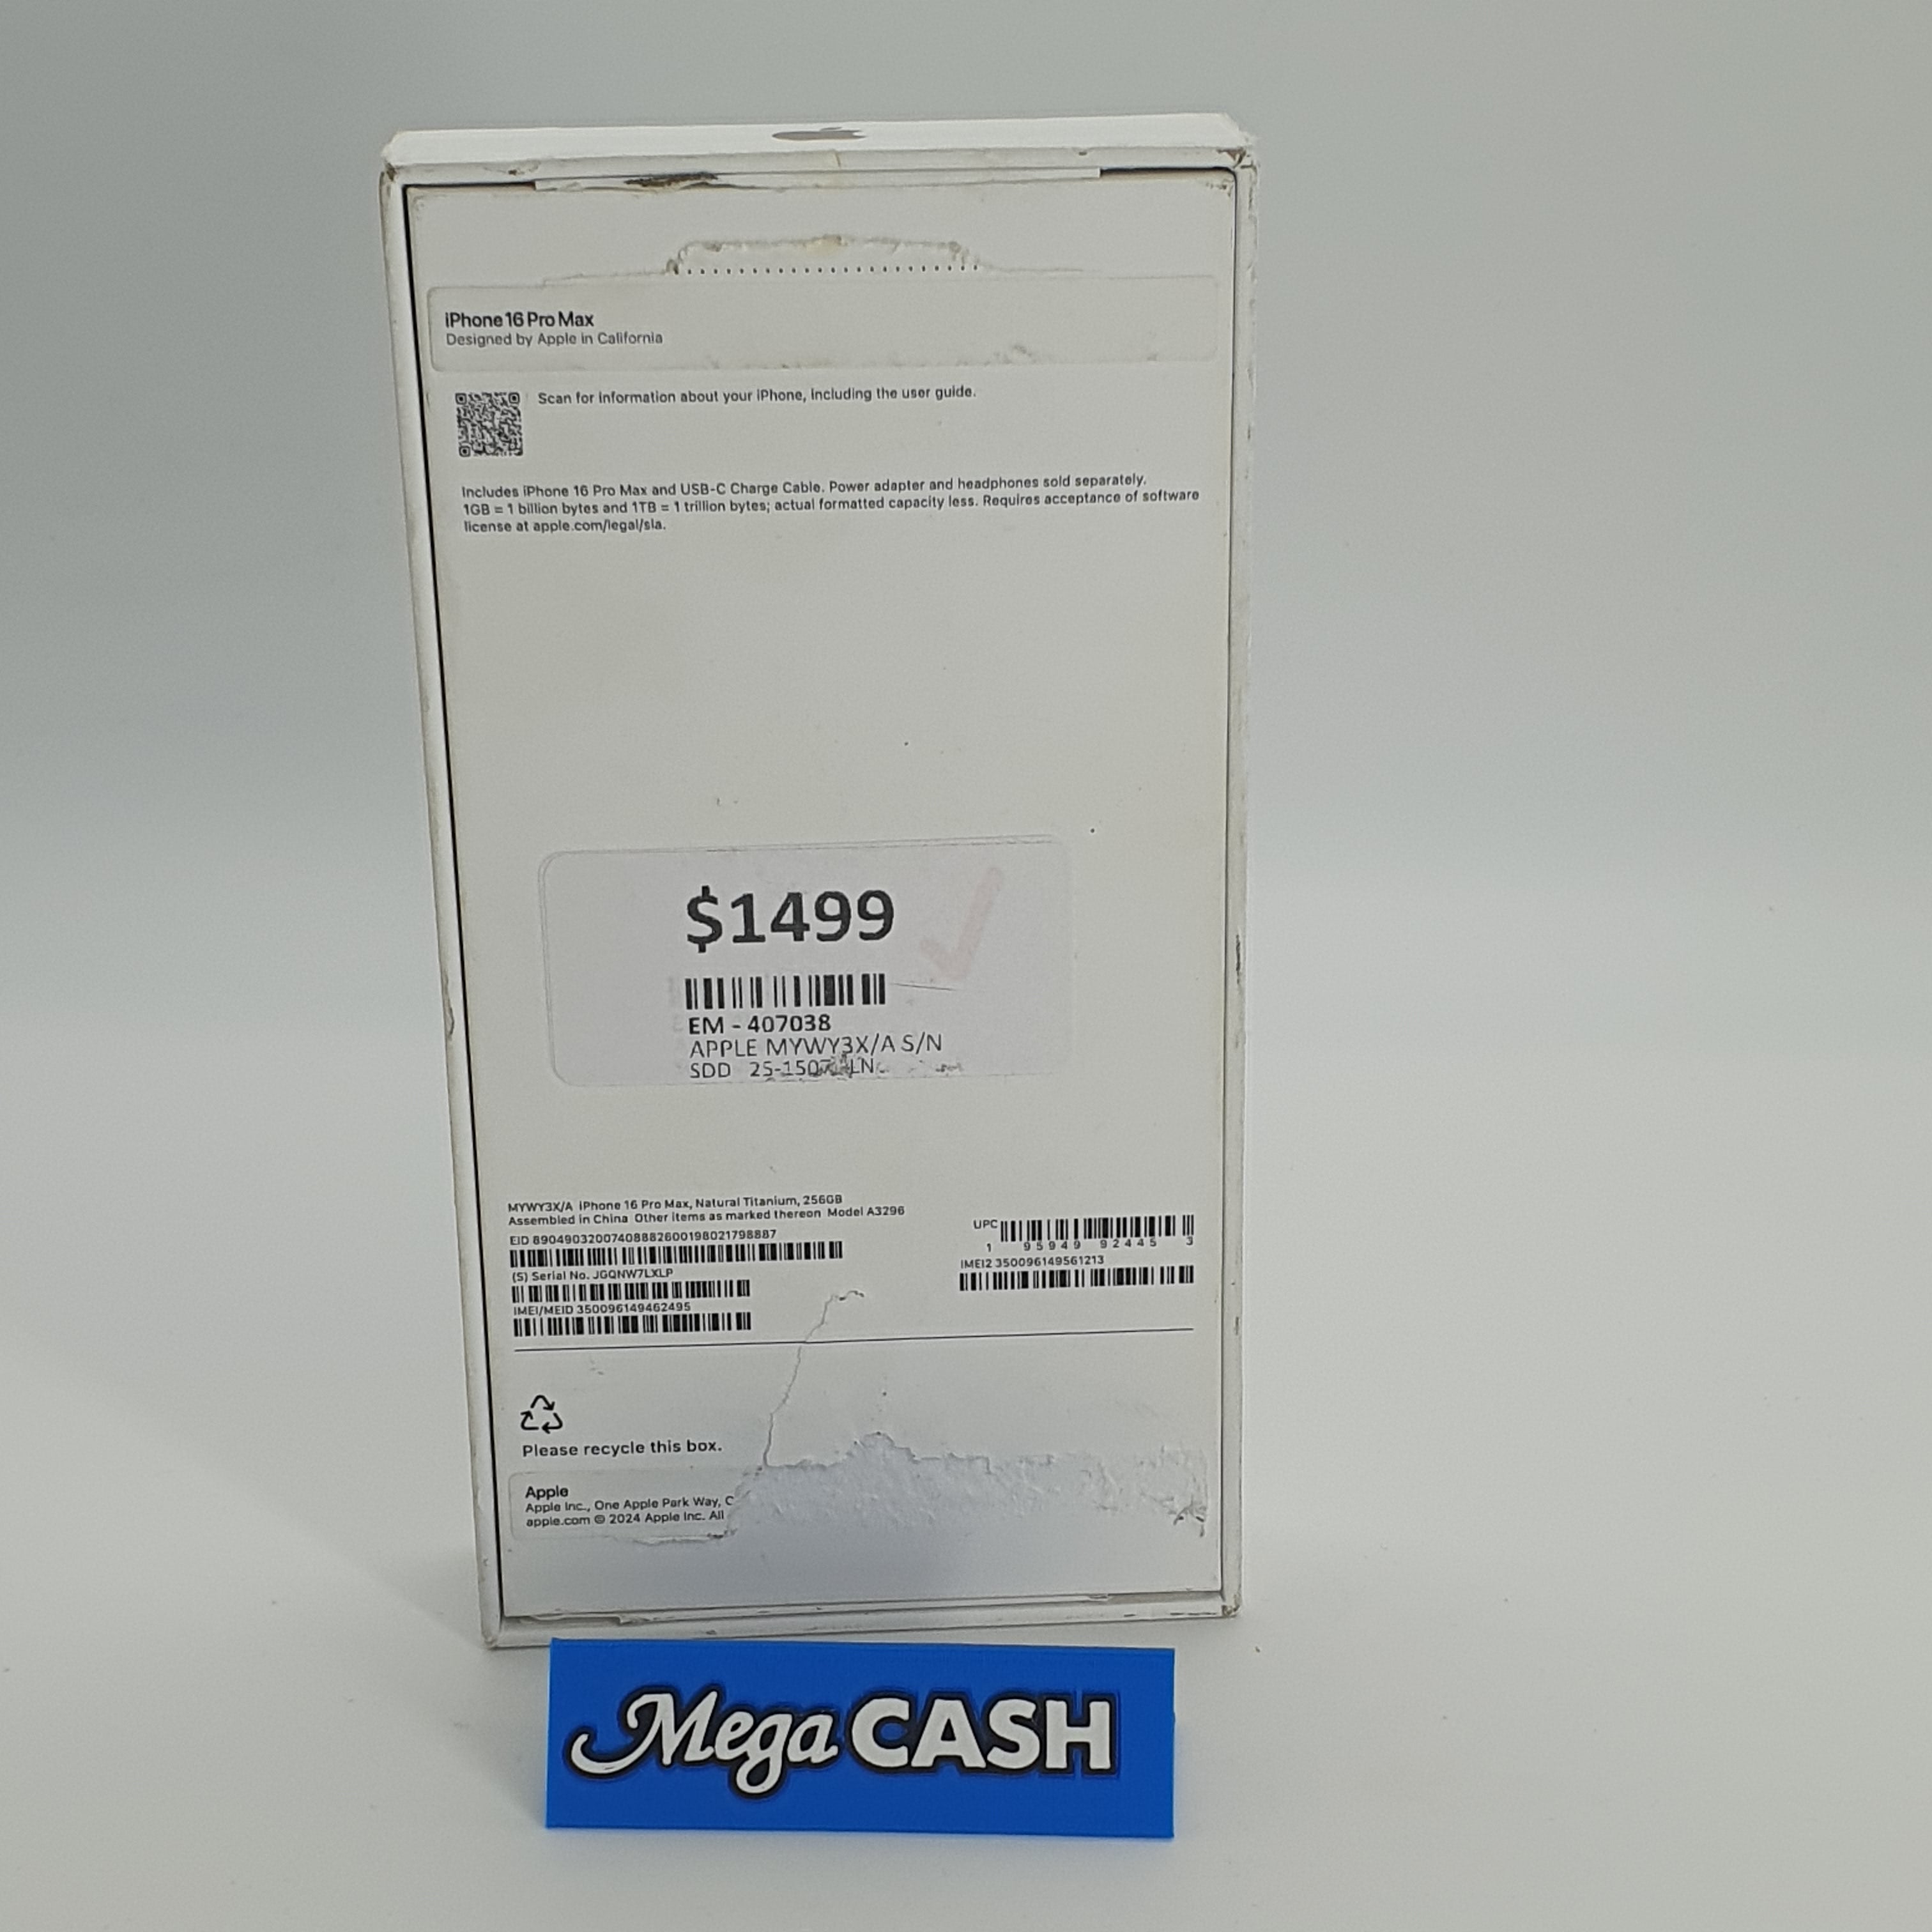 iPhone 16 Pro Max
Designed by Apple in California
Scan for information about your iPhone, including the user guide.
Includes iPhone 16 Pro Max and USB-C Charge Cable. Power adapter and headphones sold separately.
1GB = 1 billion bytes and 1TB = 1 trillion bytes; actual formatted capacity less. Requires acceptance of software
license at apple.com/legal/sla.
$1499
EM - 407038
APPLE MYWY3X/A S/N
SDD
MYWY3X/A iPhone 16 Pro Max, Natural Titanium, 256GB
Assembled in China Other items as marked thereon Model A3296
EID 89049032007408882600198021798887
(S) Serial No. JGQNW7LXLP
IMEI/MEID 350096149462495
UPC
1 95949 92445 3
IMEI2 350096149561213
Please recycle this box.
Apple
Apple Inc., One Apple Park Way, C
apple.com © 2024 Apple Inc. All
Mega CASH